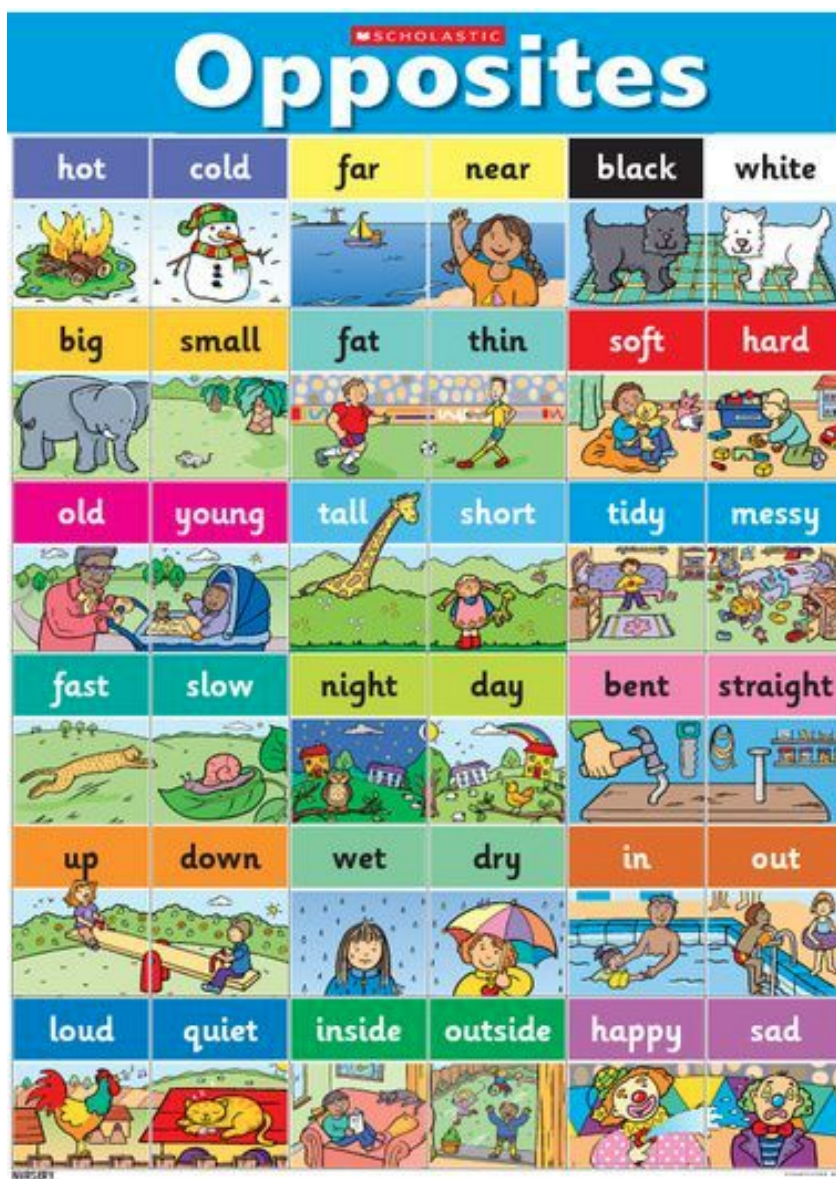 SCHOLASTIC
Opposites
hot cold far near black white
big small fat thin soft hard
old young tall short tidy messy
fast slow night day bent straight
up down wet dry in out
loud quiet inside outside happy sad
NURSERY